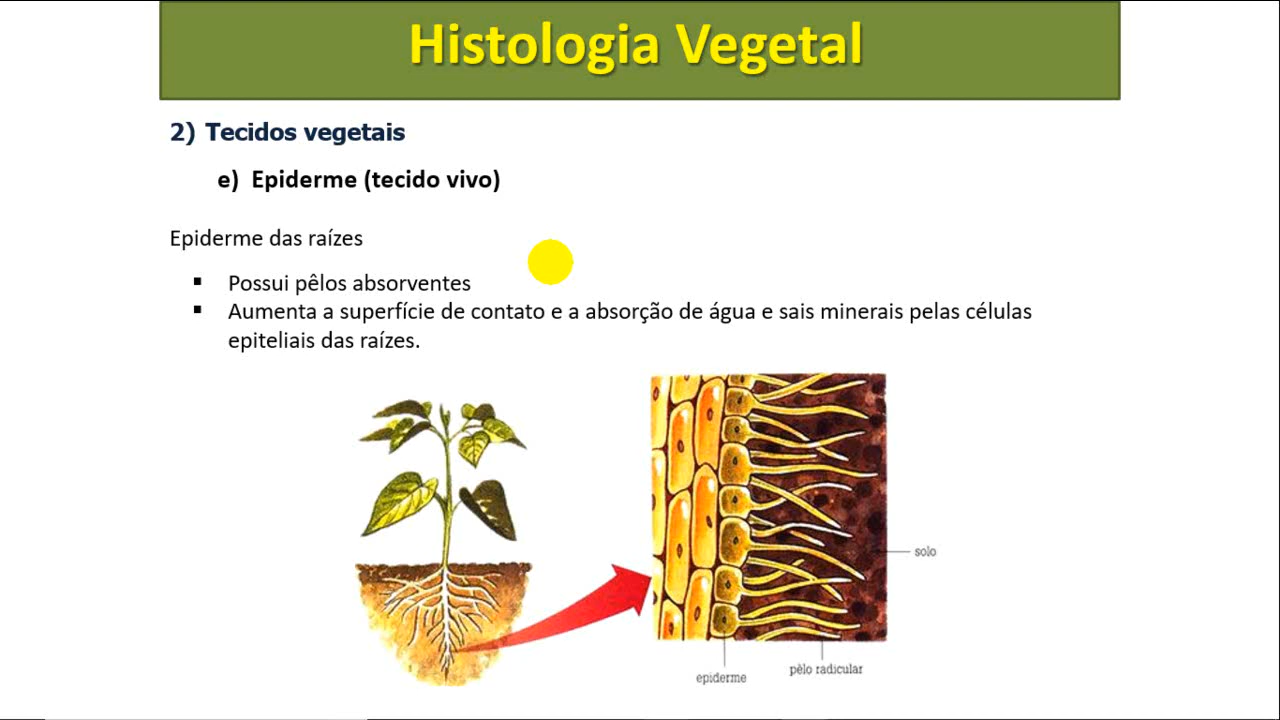 Histologia Vegetal
2) Tecidos vegetais
e) Epiderme (tecido vivo)
Epiderme das raízes
▪ Possui pêlos absorventes
▪ Aumenta a superfície de contato e a absorção de água e sais minerais pelas células
epiteliais das raízes.
solo
epiderme
pêlo radicular